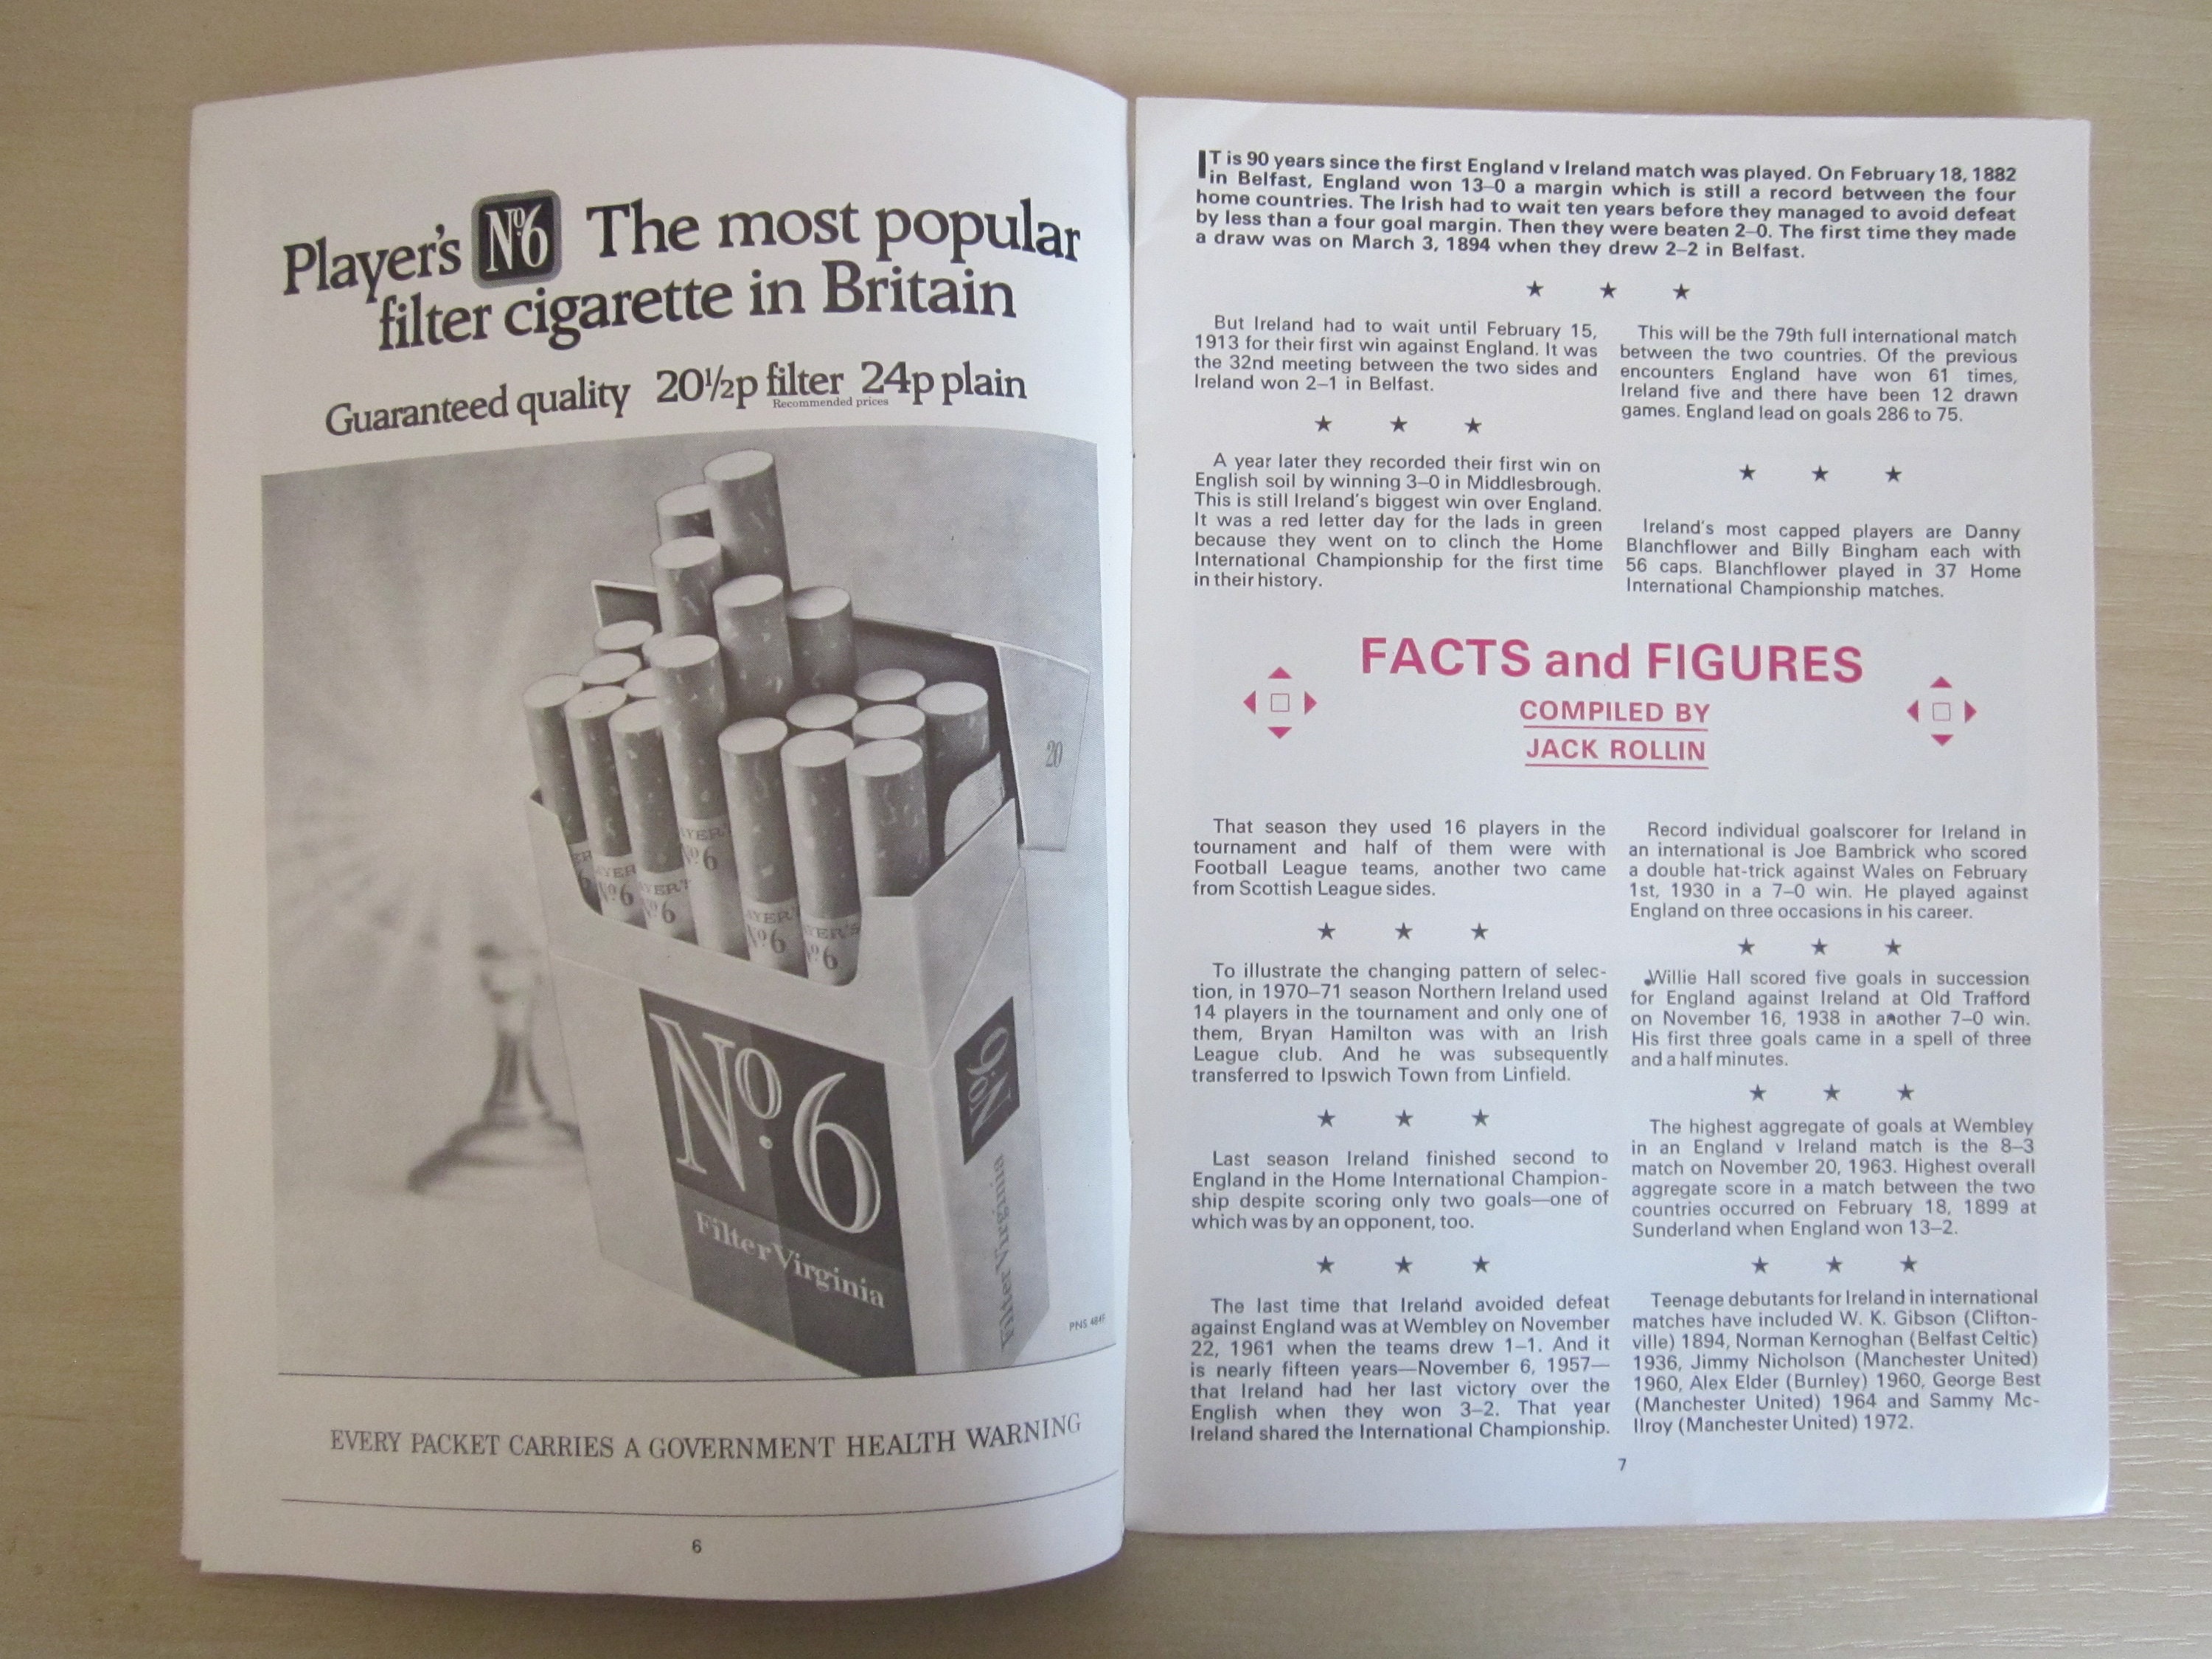 Player's No6 The most popular
filter cigarette in Britain
Guaranteed quality 20½p filter 24p plain
Recommended prices
20
AYER
No6
ER
6
AYER
No6
AYER'
No6
AYER'
No6
YER'S
No6
No6
Filter Virginia
No6
Filter Virginia
PNS 484F
EVERY PACKET CARRIES A GOVERNMENT HEALTH WARNING
6
IT is 90 years since the first England v Ireland match was played. On February 18, 1882
in Belfast, England won 13–0 a margin which is still a record between the four
home countries. The Irish had to wait ten years before they managed to avoid defeat
by less than a four goal margin. Then they were beaten 2–0. The first time they made
a draw was on March 3, 1894 when they drew 2–2 in Belfast.
★ ★ ★
But Ireland had to wait until February 15,
1913 for their first win against England. It was
the 32nd meeting between the two sides and
Ireland won 2–1 in Belfast.
★ ★ ★
A year later they recorded their first win on
English soil by winning 3–0 in Middlesbrough.
This is still Ireland's biggest win over England.
It was a red letter day for the lads in green
because they went on to clinch the Home
International Championship for the first time
in their history.
This will be the 79th full international match
between the two countries. Of the previous
encounters England have won 61 times,
Ireland five and there have been 12 drawn
games. England lead on goals 286 to 75.
★ ★ ★
Ireland's most capped players are Danny
Blanchflower and Billy Bingham each with
56 caps. Blanchflower played in 37 Home
International Championship matches.
FACTS and FIGURES
COMPILED BY
JACK ROLLIN
That season they used 16 players in the
tournament and half of them were with
Football League teams, another two came
from Scottish League sides.
★ ★ ★
To illustrate the changing pattern of selec-
tion, in 1970–71 season Northern Ireland used
14 players in the tournament and only one of
them, Bryan Hamilton was with an Irish
League club. And he was subsequently
transferred to Ipswich Town from Linfield.
★ ★ ★
Last season Ireland finished second to
England in the Home International Champion-
ship despite scoring only two goals—one of
which was by an opponent, too.
★ ★ ★
The last time that Ireland avoided defeat
against England was at Wembley on November
22, 1961 when the teams drew 1–1. And it
is nearly fifteen years—November 6, 1957—
that Ireland had her last victory over the
English when they won 3–2. That year
Ireland shared the International Championship.
Record individual goalscorer for Ireland in
an international is Joe Bambrick who scored
a double hat-trick against Wales on February
1st, 1930 in a 7–0 win. He played against
England on three occasions in his career.
★ ★ ★
Willie Hall scored five goals in succession
for England against Ireland at Old Trafford
on November 16, 1938 in another 7–0 win.
His first three goals came in a spell of three
and a half minutes.
★ ★ ★
The highest aggregate of goals at Wembley
in an England v Ireland match is the 8–3
match on November 20, 1963. Highest overall
aggregate score in a match between the two
countries occurred on February 18, 1899 at
Sunderland when England won 13–2.
★ ★ ★
Teenage debutants for Ireland in international
matches have included W. K. Gibson (Clifton-
ville) 1894, Norman Kernoghan (Belfast Celtic)
1936, Jimmy Nicholson (Manchester United)
1960, Alex Elder (Burnley) 1960, George Best
(Manchester United) 1964 and Sammy Mc-
Ilroy (Manchester United) 1972.
7